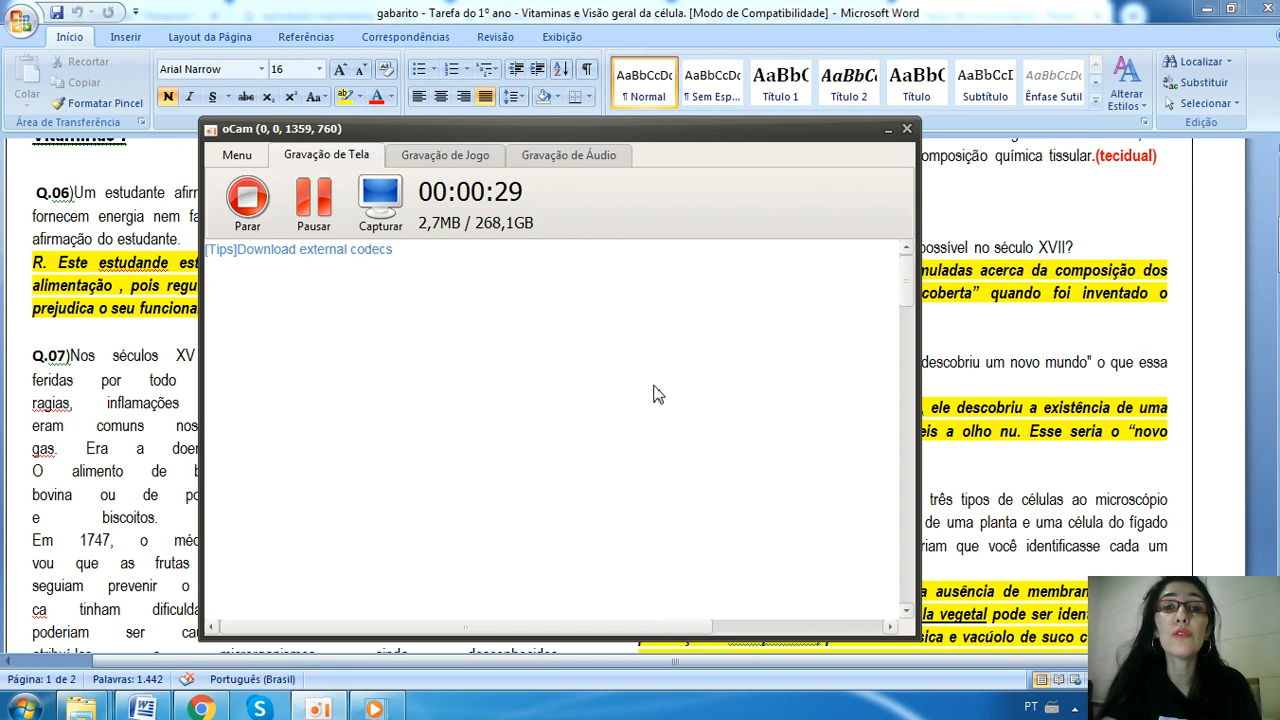 gabarito - Tarefa do 1º ano - Vitaminas e Visão geral da célula. [Modo de Compatibilidade] - Microsoft Word
Início Inserir Layout da Página Referências Correspondências Revisão Exibição
Colar
Recortar
Copiar
Formatar Pincel
Área de Transferência
Arial Narrow 16
N I S abc x₂ x² Aa
AaBbCcDc AaBbCcDc AaBbC AaBbCc AaBbC AaBbCcDc AaBbCcDc
¶ Normal ¶ Sem Esp... Título 1 Título 2 Título Subtítulo Ênfase Sutil
Alterar
Estilos
Localizar
Substituir
Selecionar
Edição
oCam (0, 0, 1359, 760)
Menu Gravação de Tela Gravação de Jogo Gravação de Áudio
Parar Pausar Capturar
00:00:29
2,7MB / 268,1GB
[Tips]Download external codecs
Q.06)Um estudante afir
fornecem energia nem fa
afirmação do estudante.
R. Este estudande est
alimentação , pois regu
prejudica o seu funciona
Q.07)Nos séculos XV
feridas por todo
ragias, inflamações
eram comuns nos
gas. Era a doer
O alimento de b
bovina ou de po
e biscoitos.
Em 1747, o méc
vou que as frutas
seguiam prevenir o
ca tinham dificulda
poderiam ser cau
omposição química tissular.(tecidual)
possível no século XVII?
muladas acerca da composição dos
coberta” quando foi inventado o
descobriu um novo mundo" o que essa
, ele descobriu a existência de uma
eis a olho nu. Esse seria o “novo
três tipos de células ao microscópio
de uma planta e uma célula do fígado
riam que você identificasse cada um
a ausência de membran
la vegetal pode ser ident
sica e vacúolo de suco c
Página: 1 de 2 Palavras: 1.442 Português (Brasil)
PT